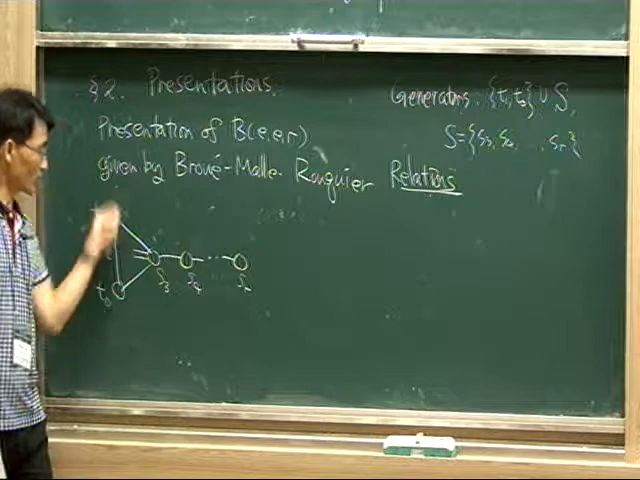 §2. Presentations.
Presentation of B(e,e,r)
given by Broué-Malle-Rouquier
t₀ s₃ s₄ sᵣ
Generators. {t₁, t₀} ∪ S,
S={s₃, s₄, ... sᵣ}
Relations